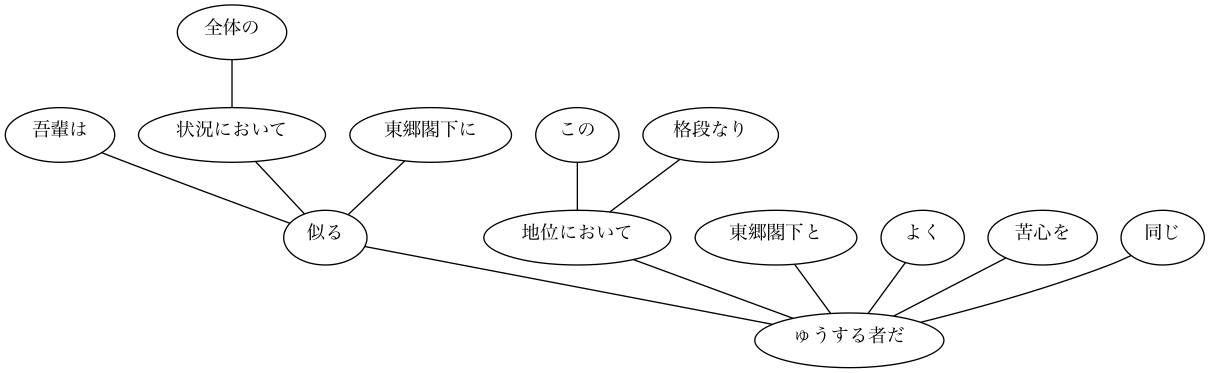 全体の
吾輩は
状況において
東郷閣下に
この
格段なり
似る
地位において
東郷閣下と
よく
苦心を
同じ
ゅうする者だ